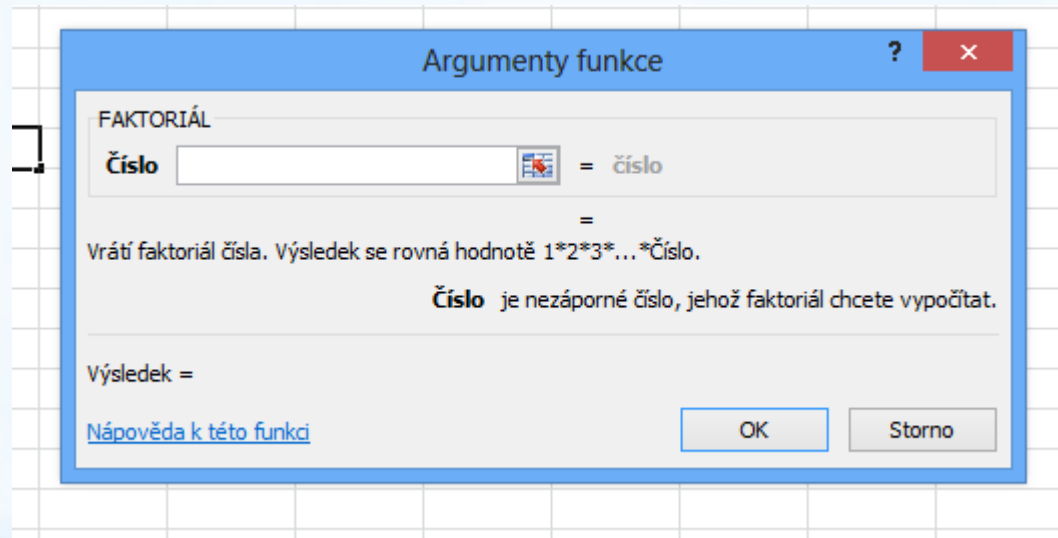 Argumenty funkce ? ×
FAKTORIÁL
Číslo = číslo
=
Vrátí faktoriál čísla. Výsledek se rovná hodnotě 1*2*3*...*Číslo.
Číslo je nezáporné číslo, jehož faktoriál chcete vypočítat.
Výsledek =
Nápověda k této funkci OK Storno